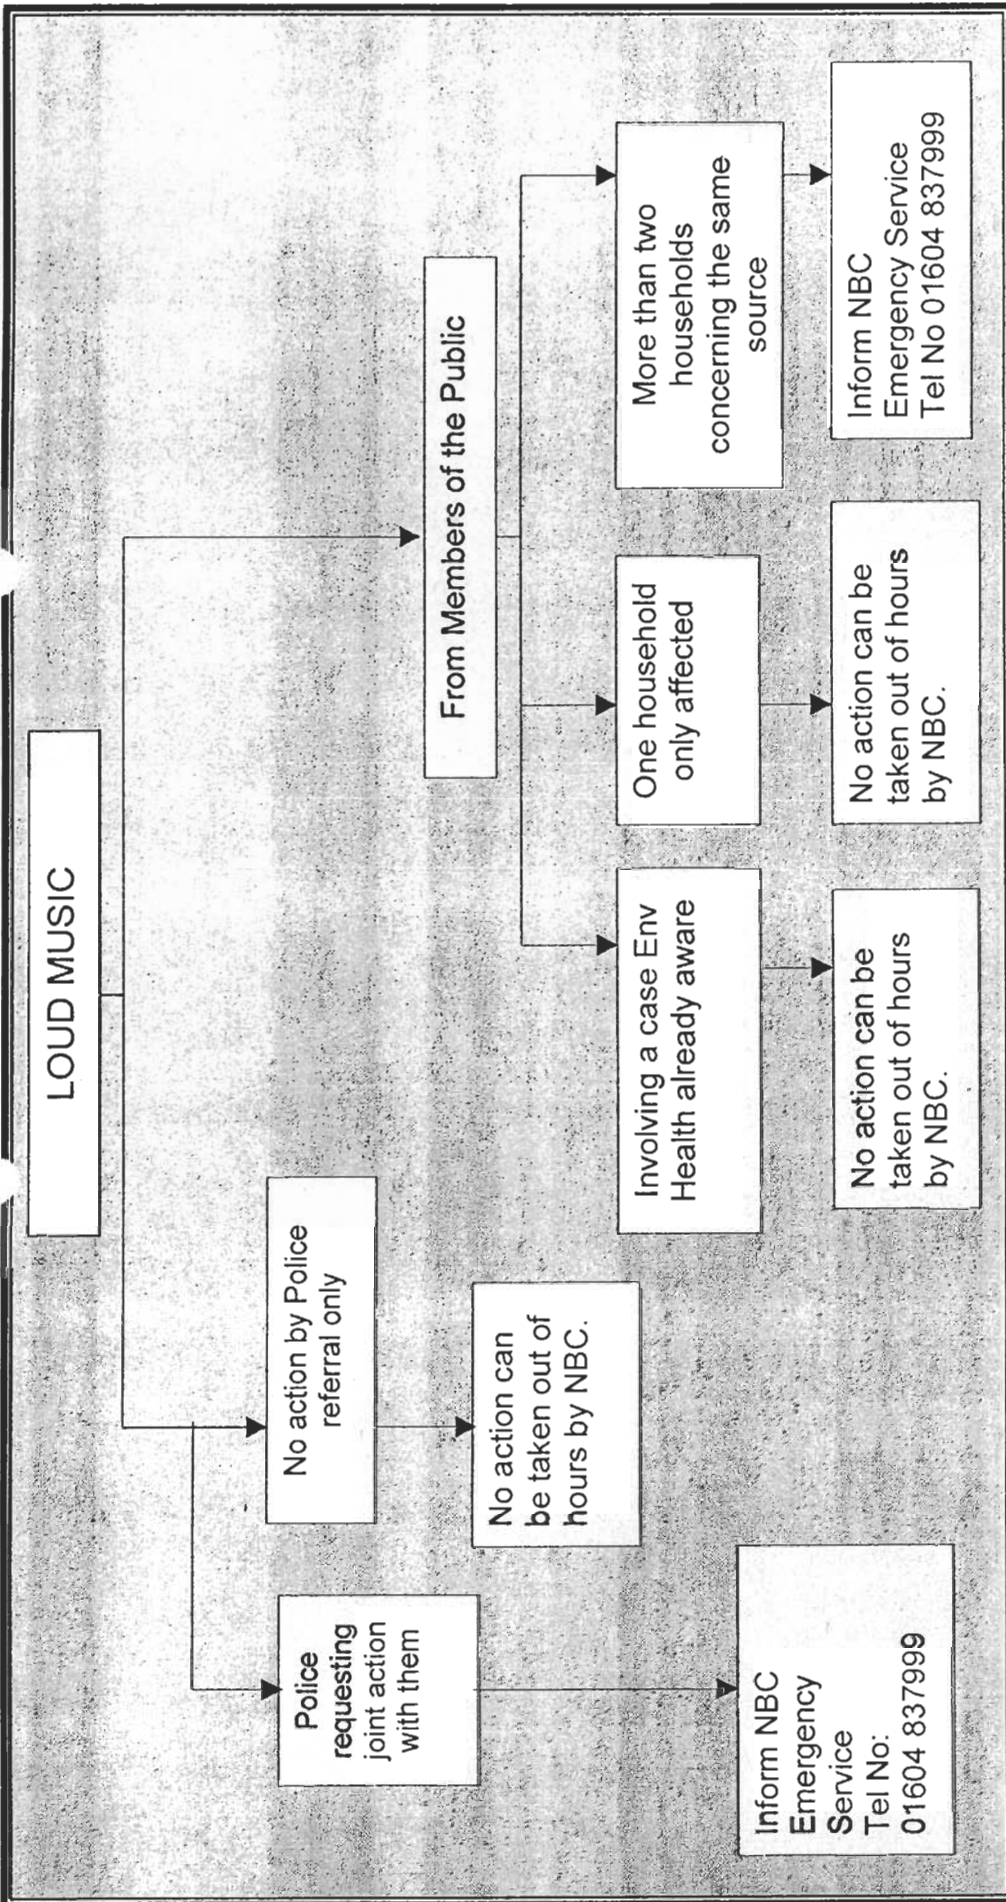 LOUD MUSIC
Police
requesting
joint action
with them
No action by Police
referral only
From Members of the Public
Inform NBC
Emergency
Service
Tel No:
01604 837999
No action can
be taken out of
hours by NBC.
Involving a case Env
Health already aware
One household
only affected
More than two
households
concerning the same
source
No action can be
taken out of hours
by NBC.
No action can be
taken out of hours
by NBC.
Inform NBC
Emergency Service
Tel No 01604 837999